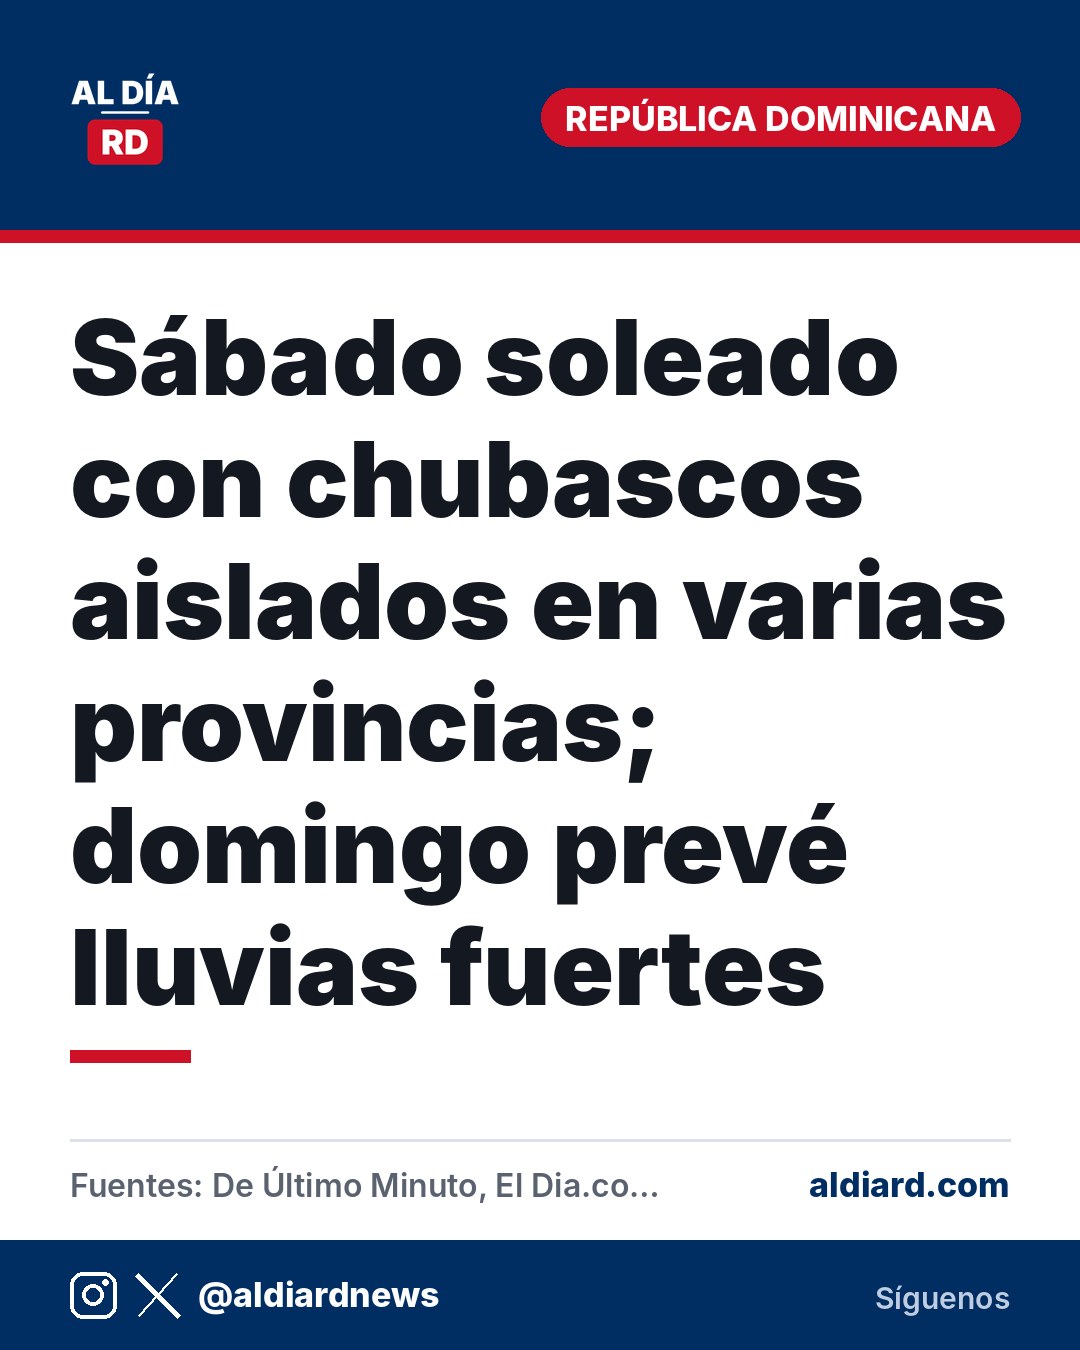 AL DÍA
RD
REPÚBLICA DOMINICANA
Sábado soleado
con chubascos
aislados en varias
provincias;
domingo prevé
lluvias fuertes
Fuentes: De Último Minuto, El Dia.co...
aldiard.com
@aldiardnews
Síguenos